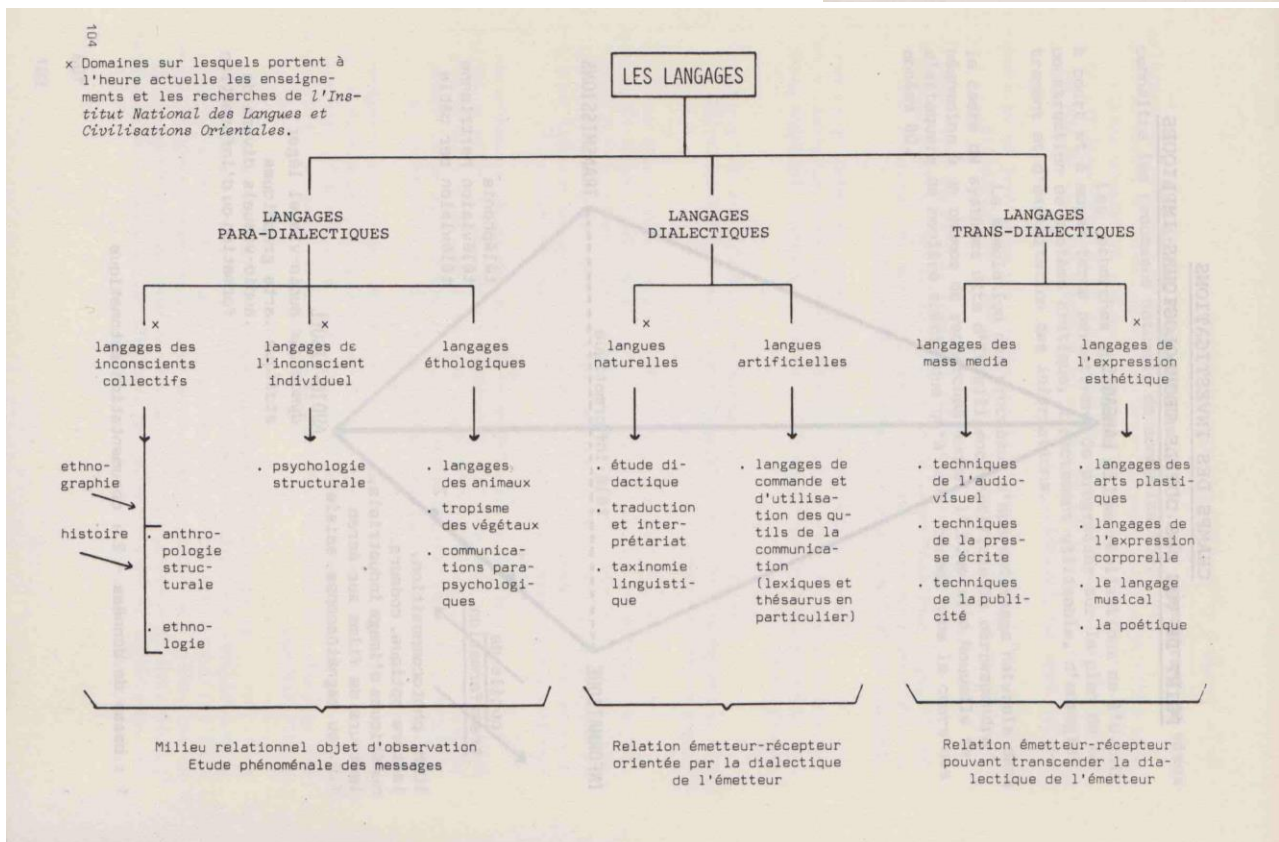 104
x Domaines sur lesquels portent à
l'heure actuelle les enseigne-
ments et les recherches de l'Ins-
titut National des Langues et
Civilisations Orientales.
LES LANGAGES
LANGAGES
PARA-DIALECTIQUES
LANGAGES
DIALECTIQUES
LANGAGES
TRANS-DIALECTIQUES
x
langages des
inconscients
collectifs
x
langages de
l'inconscient
individuel
langages
éthologiques
x
langues
naturelles
langues
artificielles
langages des
mass media
x
langages de
l'expression
esthétique
ethno-
graphie
histoire
. anthro-
pologie
struc-
turale
. ethno-
logie
. psychologie
structurale
. langages
des animaux
. tropisme
des végétaux
. communica-
tions para-
psychologi-
ques
. étude di-
dactique
. traduction
et inter-
prétariat
. taxinomie
linguisti-
que
. langages de
commande et
d'utilisa-
tion des ou-
tils de la
communica-
tion
(lexiques et
thésaurus en
particulier)
. techniques
de l'audio-
visuel
. techniques
de la pres-
se écrite
. techniques
de la publi-
cité
. langages des
arts plasti-
ques
. langages de
l'expression
corporelle
. le langage
musical
. la poétique
Milieu relationnel objet d'observation
Etude phénoménale des messages
Relation émetteur-récepteur
orientée par la dialectique
de l'émetteur
Relation émetteur-récepteur
pouvant transcender la dia-
lectique de l'émetteur